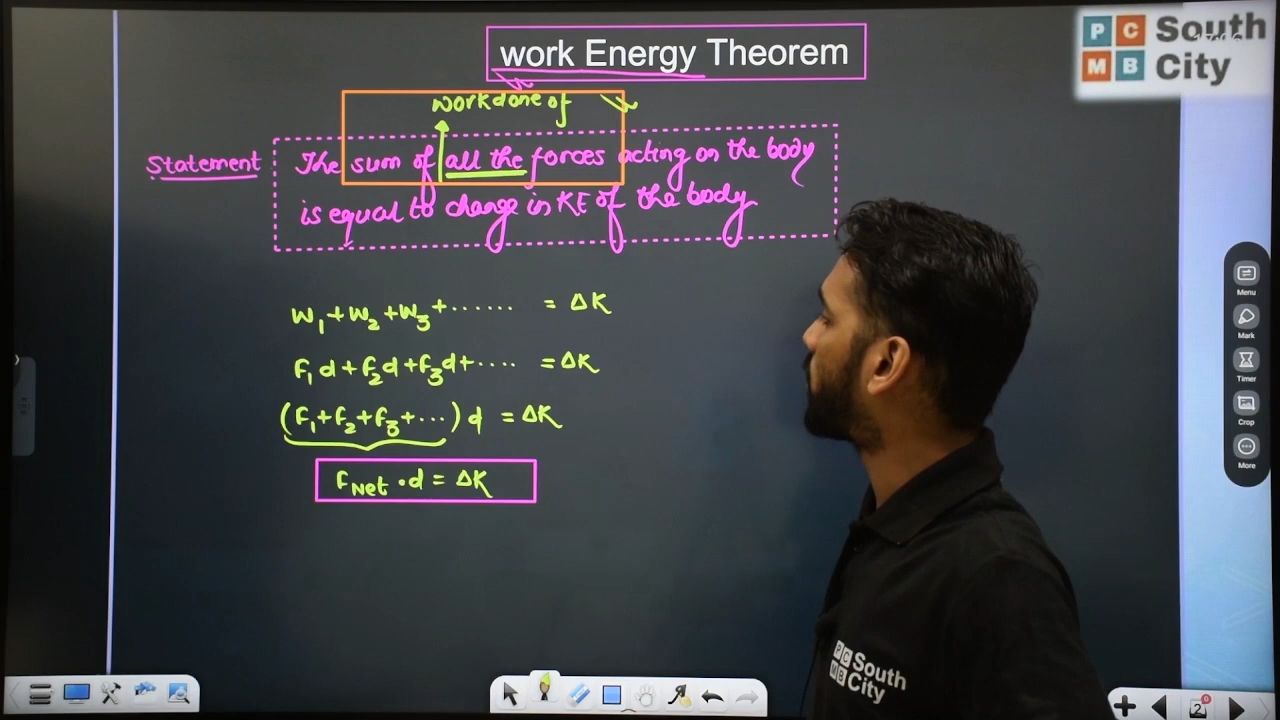 work Energy Theorem
PC South
MB City
workdone of
Statement
The sum of all the forces acting on the body
is equal to change in KE of the body
W₁+W₂+W₃+...... = ΔK
F₁d+F₂d+F₃d+.... =ΔK
(F₁+F₂+F₃+...)d =ΔK
FNet.d = ΔK
Menu
Mark
Timer
Crop
More
PC South
MB City
2